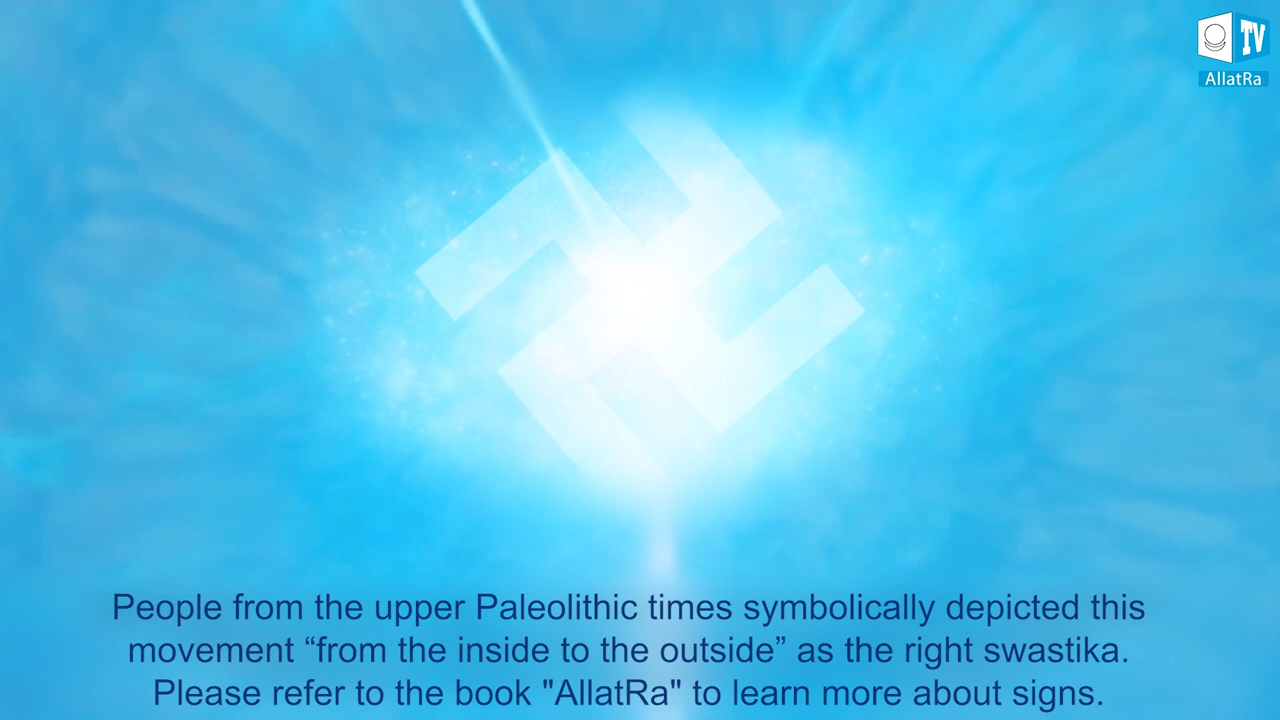 TV
AllatRa
People from the upper Paleolithic times symbolically depicted this
movement “from the inside to the outside” as the right swastika.
Please refer to the book "AllatRa" to learn more about signs.